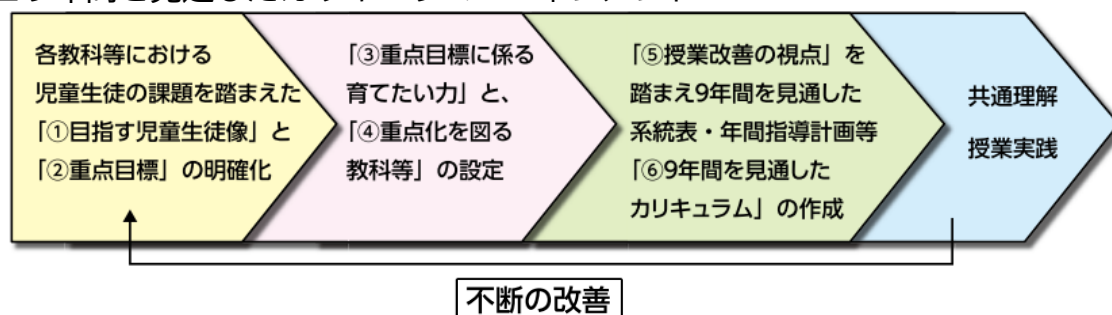 各教科等における
児童生徒の課題を踏まえた
「①目指す児童生徒像」と
「②重点目標」の明確化
「③重点目標に係る
育てたい力」と、
「④重点化を図る
教科等」の設定
「⑤授業改善の視点」を
踏まえ9年間を見通した
系統表・年間指導計画等
「⑥9年間を見通した
カリキュラム」の作成
共通理解
授業実践
不断の改善